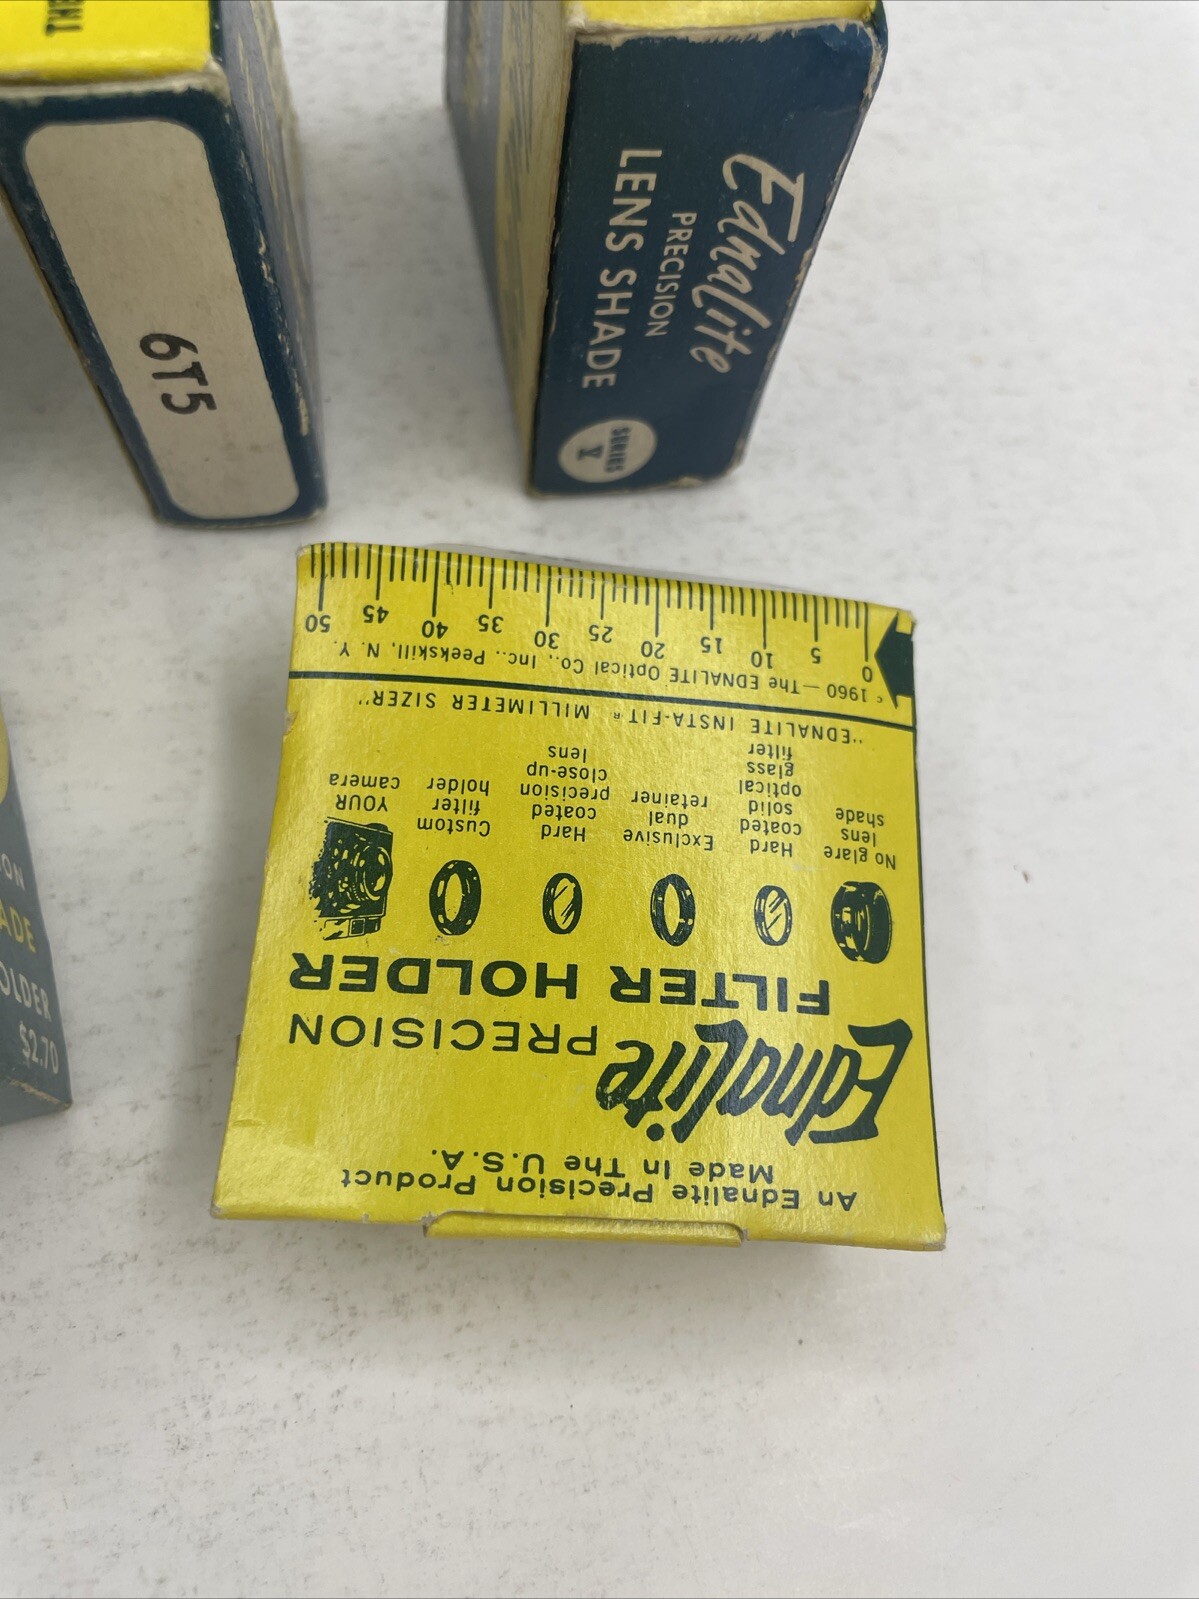 THE
6T5
Ednalite
PRECISION
LENS SHADE
SERIES
V
ON
ADE
OLDER
$2.70
An Ednalite Precision Product
Made In The U.S.A.
Ednalite PRECISION
FILTER HOLDER
No glare lens shade
Hard coated solid optical glass filter
Exclusive dual retainer
Hard coated precision close-up lens
Custom filter holder
YOUR camera
"EDNALITE INSTA-FIT® MILLIMETER SIZER"
© 1960 — The EDNALITE Optical Co., Inc., Peekskill, N. Y.
0 5 10 15 20 25 30 35 40 45 50